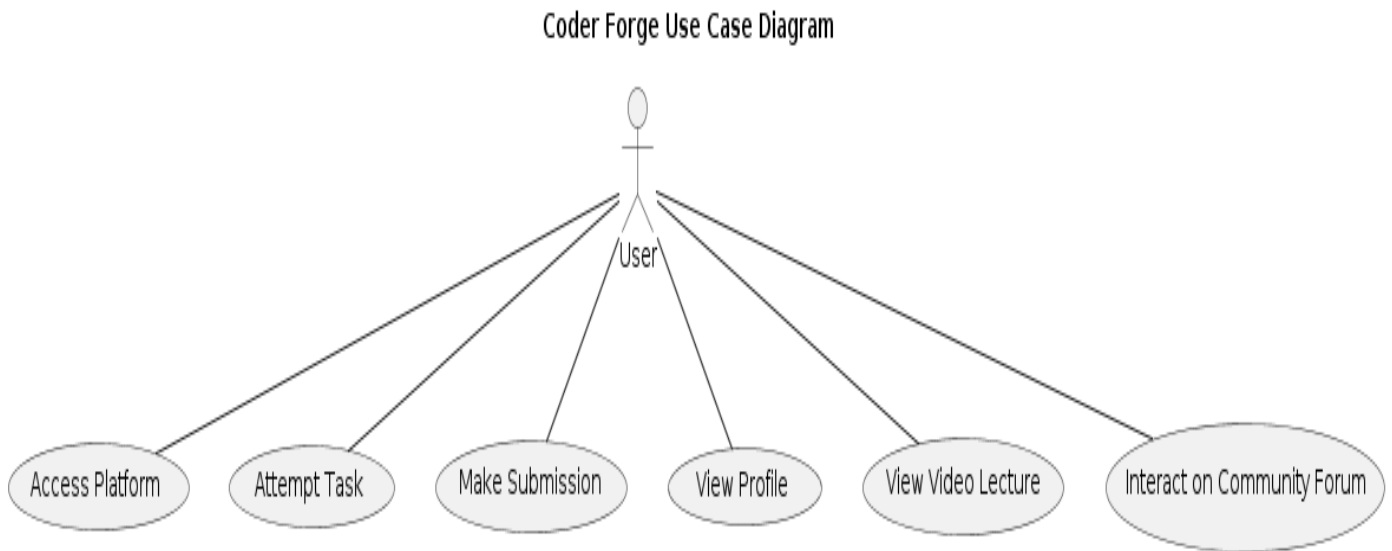 Coder Forge Use Case Diagram
User
Access Platform
Attempt Task
Make Submission
View Profile
View Video Lecture
Interact on Community Forum